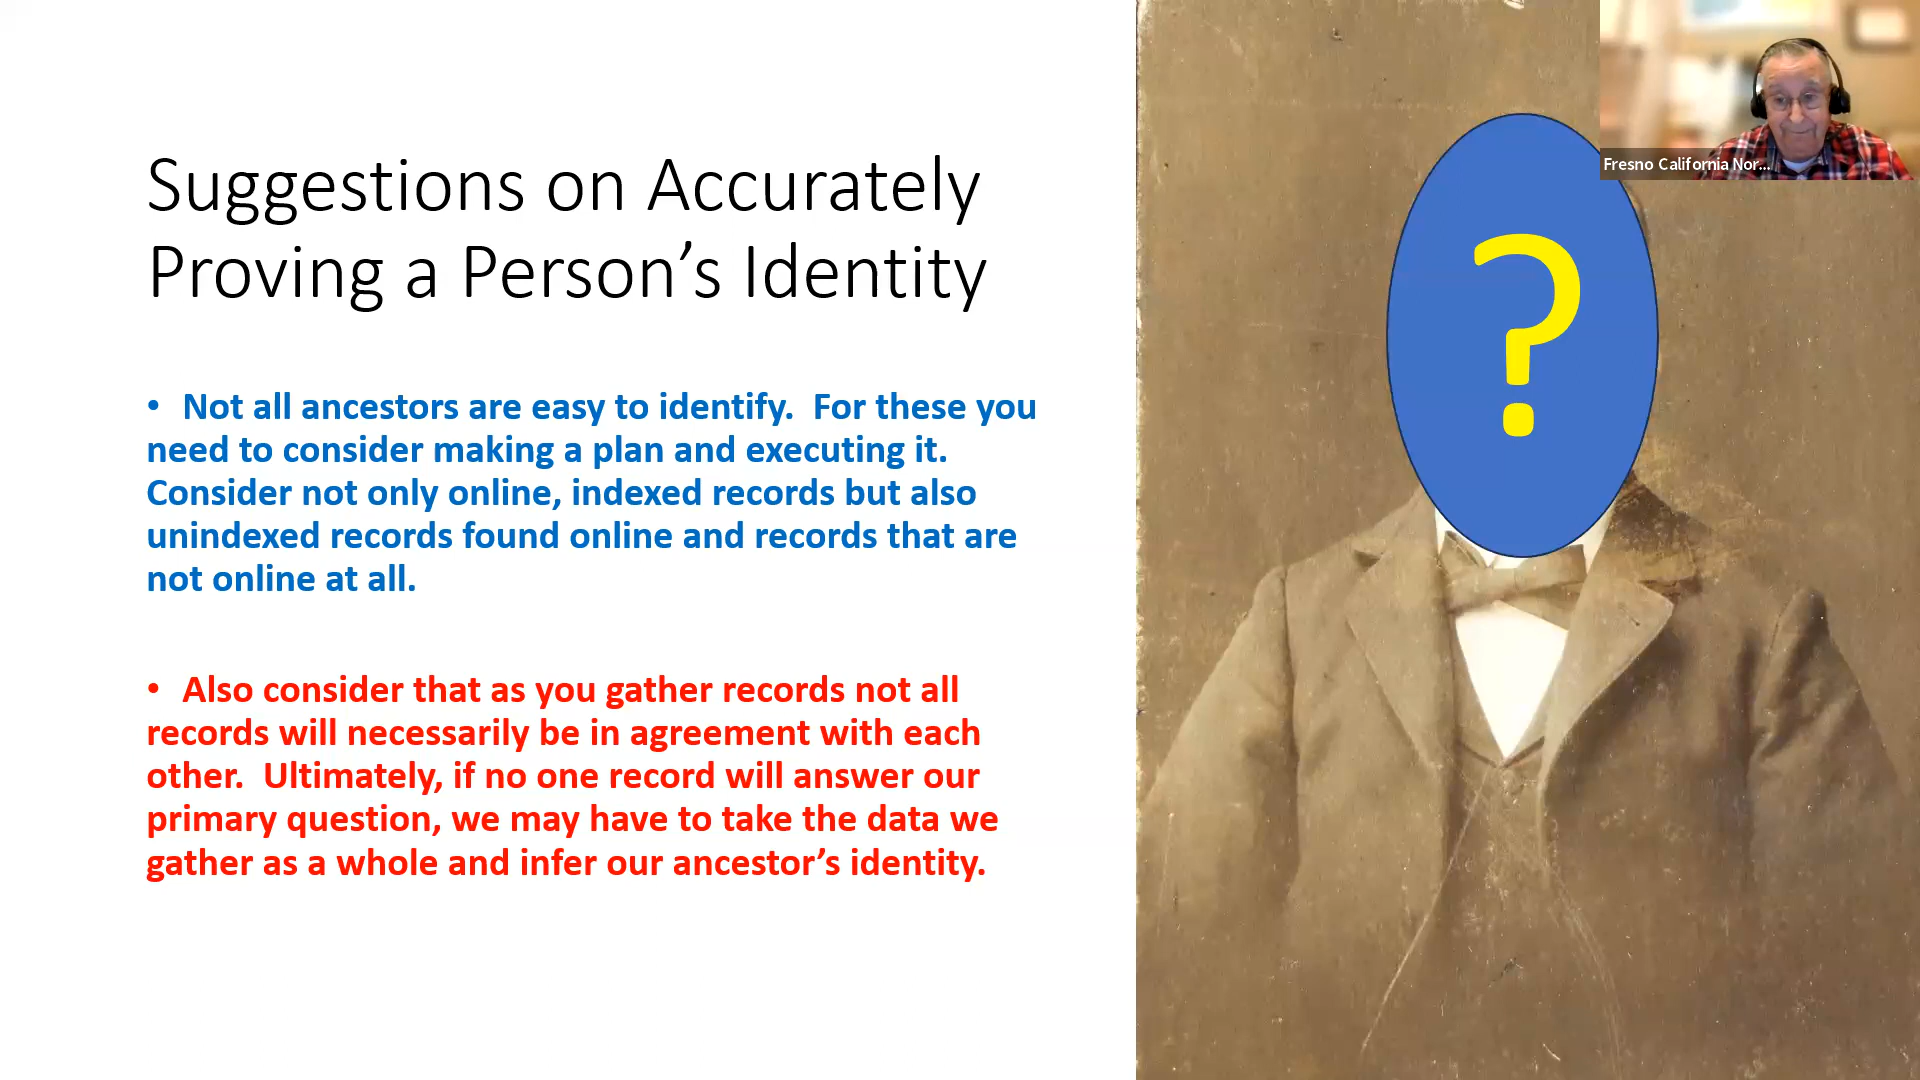 Suggestions on Accurately
Proving a Person’s Identity
• Not all ancestors are easy to identify.  For these you
need to consider making a plan and executing it.
Consider not only online, indexed records but also
unindexed records found online and records that are
not online at all.
• Also consider that as you gather records not all
records will necessarily be in agreement with each
other.  Ultimately, if no one record will answer our
primary question, we may have to take the data we
gather as a whole and infer our ancestor’s identity.
?
Fresno California Nor...